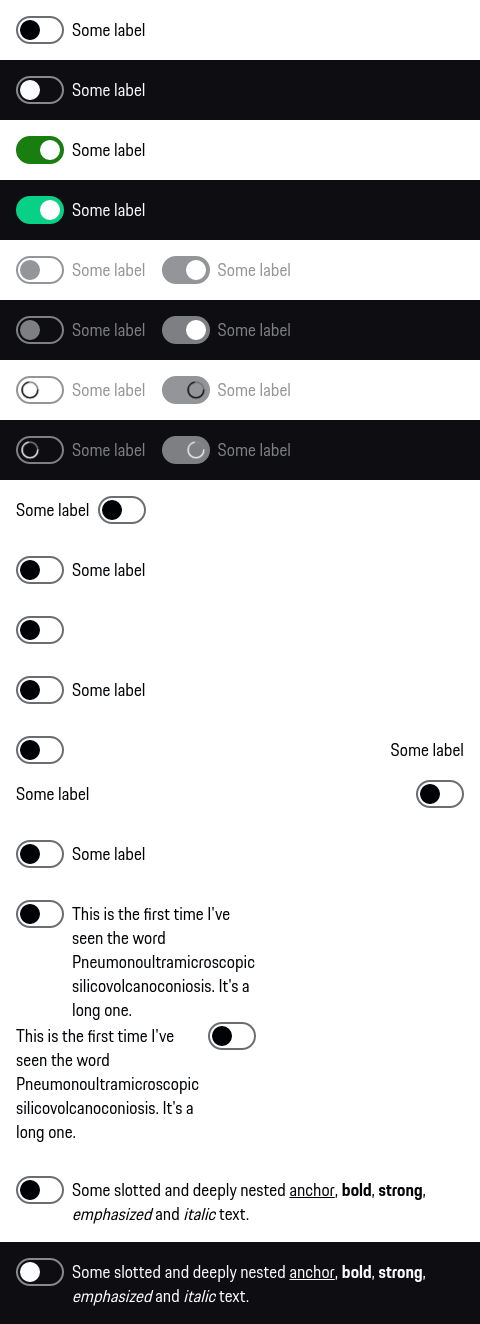 Some label
Some label
Some label
Some label
Some label Some label
Some label Some label
Some label Some label
Some label Some label
Some label
Some label
Some label
Some label
Some label
Some label
This is the first time I've
seen the word
Pneumonoultramicroscopic
silicovolcanoconiosis. It's a
long one.
This is the first time I've
seen the word
Pneumonoultramicroscopic
silicovolcanoconiosis. It's a
long one.
Some slotted and deeply nested anchor, bold, strong,
emphasized and italic text.
Some slotted and deeply nested anchor, bold, strong,
emphasized and italic text.